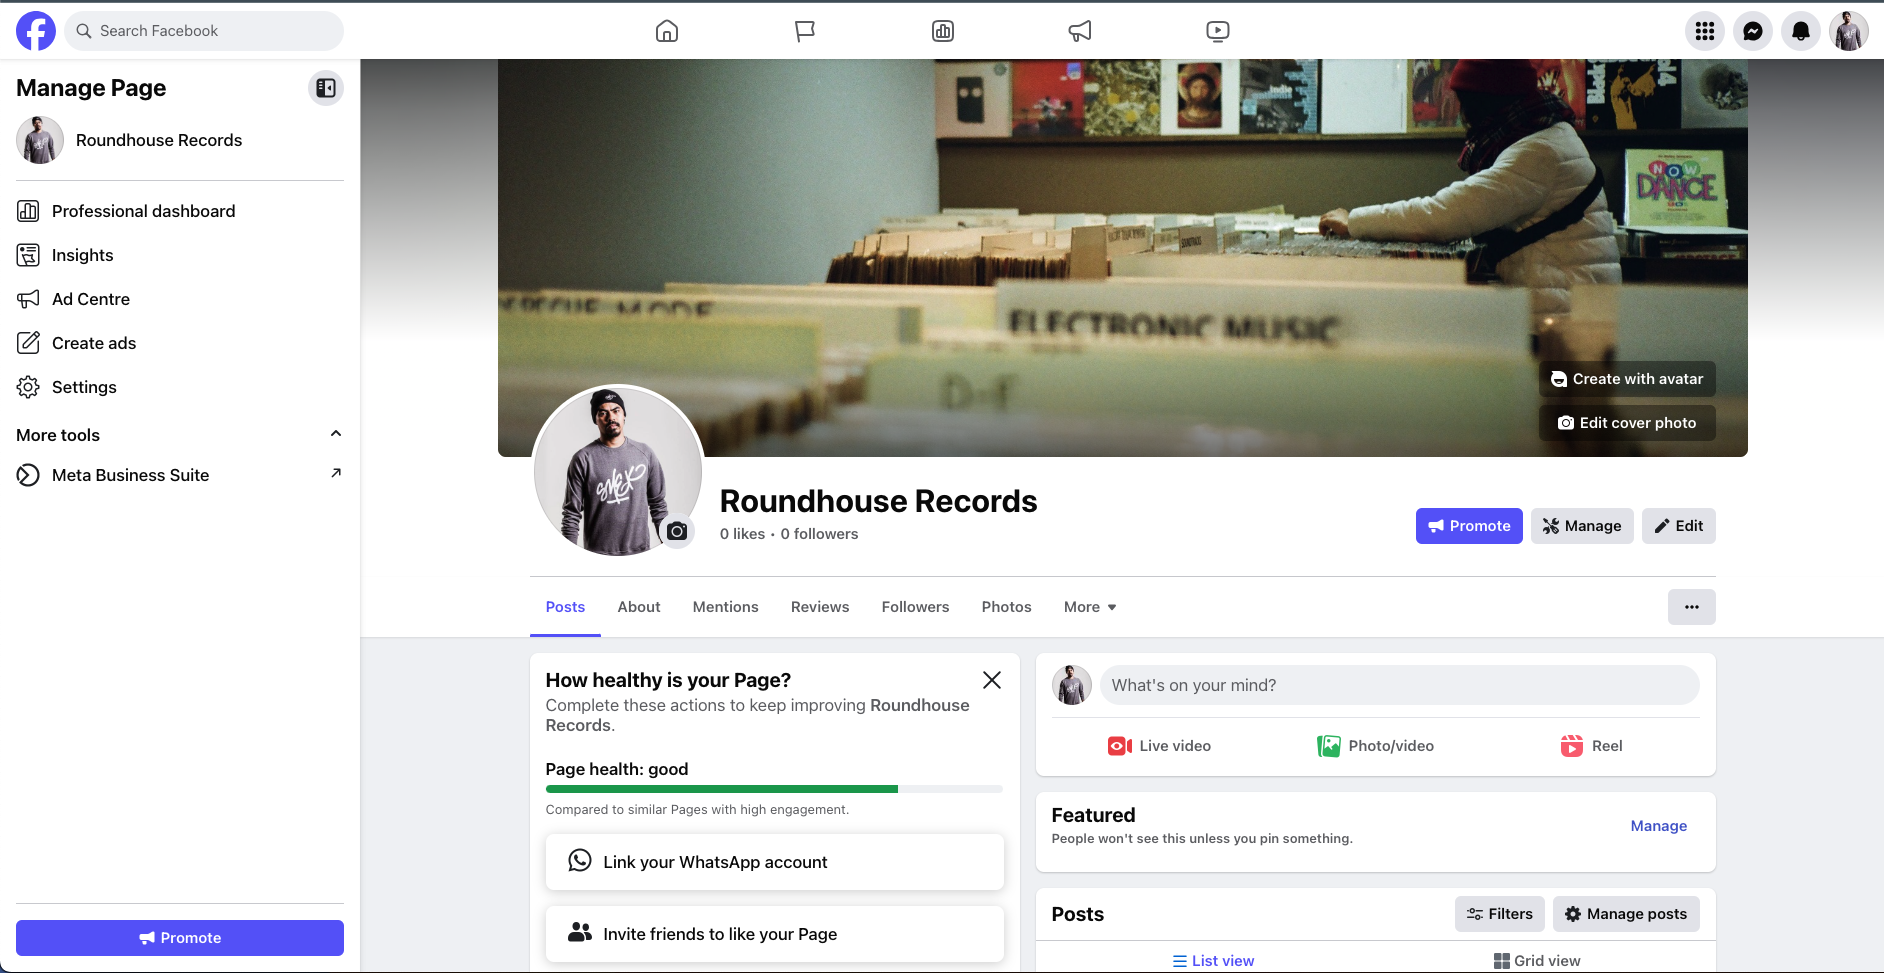 Search Facebook
Manage Page
Roundhouse Records
Professional dashboard
Insights
Ad Centre
Create ads
Settings
More tools
Meta Business Suite
Promote
indie
NOW
DANCE
SOUNDTRACKS
DEPECHE MODE
ELECTRONIC MUSIC
D-F
Create with avatar
Edit cover photo
SNEX
Roundhouse Records
0 likes • 0 followers
Promote
Manage
Edit
Posts
About
Mentions
Reviews
Followers
Photos
More
How healthy is your Page?
Complete these actions to keep improving Roundhouse
Records.
Page health: good
Compared to similar Pages with high engagement.
Link your WhatsApp account
Invite friends to like your Page
What's on your mind?
Live video
Photo/video
Reel
Featured
People won't see this unless you pin something.
Manage
Posts
Filters
Manage posts
List view
Grid view